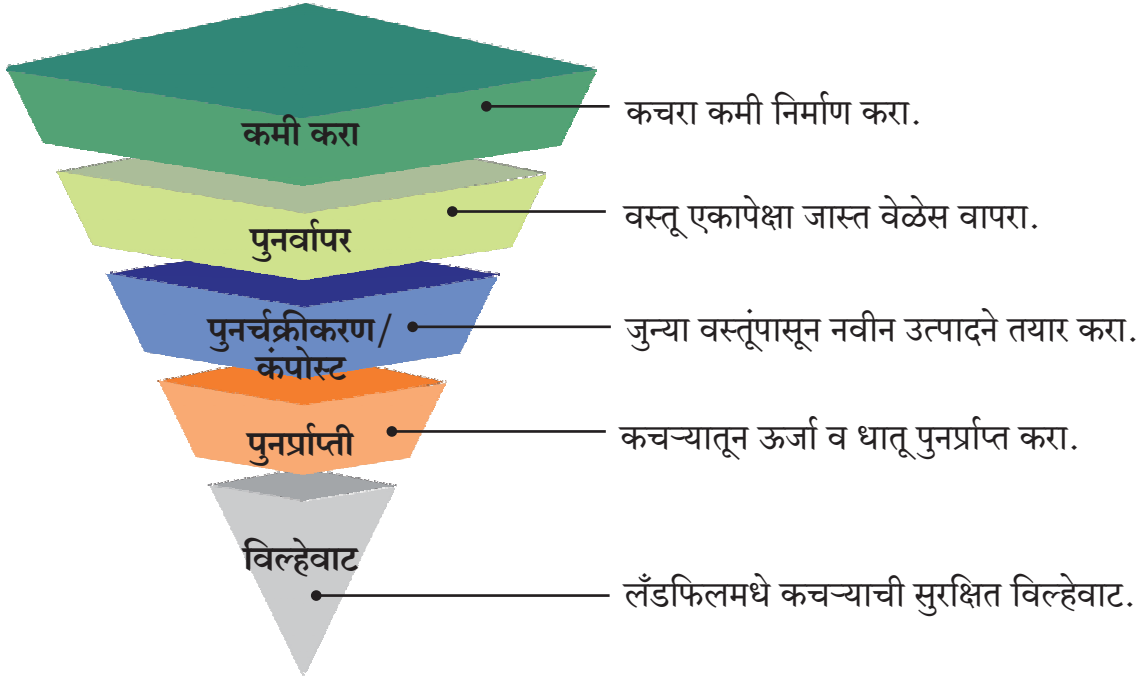 कमी करा
कचरा कमी निर्माण करा.
पुनर्वापर
वस्तू एकापेक्षा जास्त वेळेस वापरा.
पुनर्चक्रीकरण/
कंपोस्ट
जुन्या वस्तूंपासून नवीन उत्पादने तयार करा.
पुनर्प्राप्ती
कचऱ्यातून ऊर्जा व धातू पुनर्प्राप्त करा.
विल्हेवाट
लँडफिलमधे कचऱ्याची सुरक्षित विल्हेवाट.